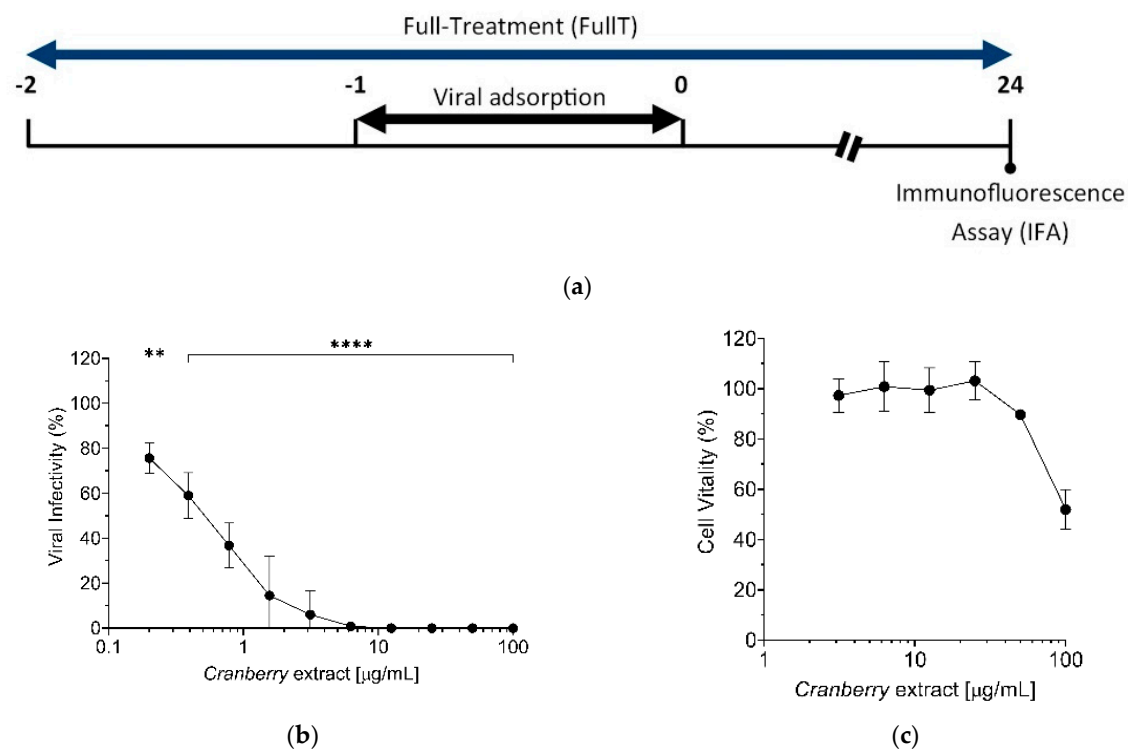 Full-Treatment (FullT)
-2 -1 0 24
Viral adsorption
Immunofluorescence
Assay (IFA)
(a)
** ****
120
100
80
60
40
20
0
Viral Infectivity (%)
0.1 1 10 100
Cranberry extract [μg/mL]
(b)
120
100
80
60
40
20
0
Cell Vitality (%)
1 10 100
Cranberry extract [μg/mL]
(c)